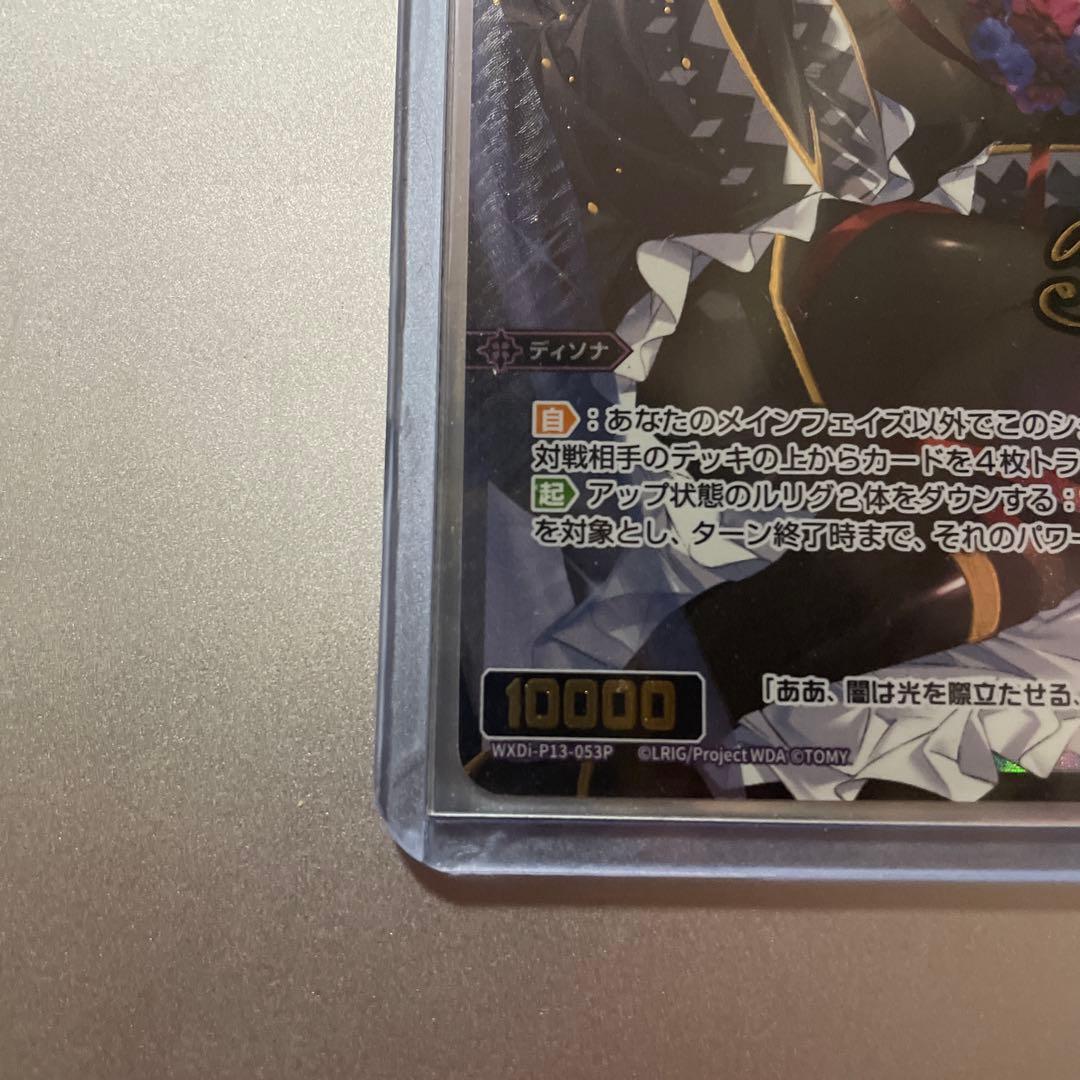 ディソナ
自：あなたのメインフェイズ以外でこのシ
対戦相手のデッキの上からカードを4枚トラ
起 アップ状態のルリグ2体をダウンする：
を対象とし、ターン終了時まで、それのパワー
「ああ、闇は光を際立たせる、
10000
WXDi-P13-053P ©LRIG/Project WDA ©TOMY